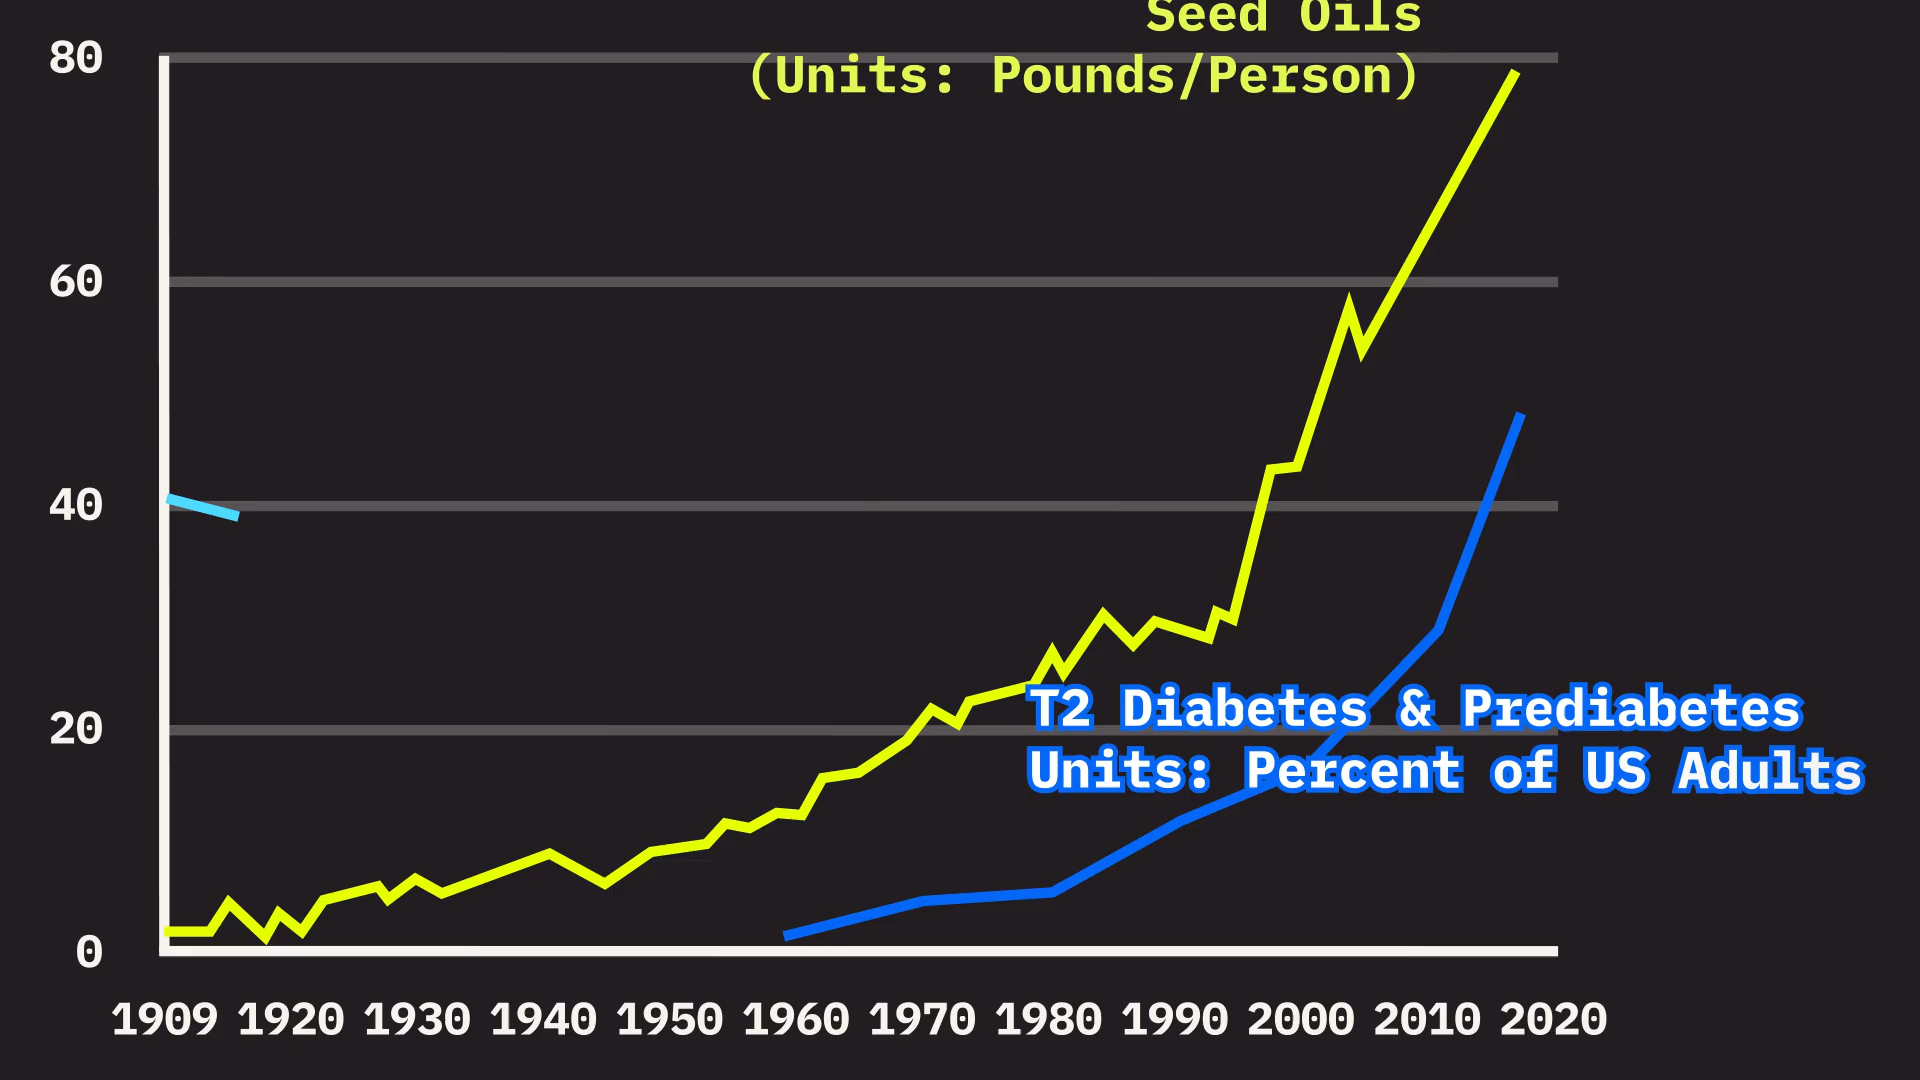 Seed Oils
80
(Units: Pounds/Person)
60
40
T2 Diabetes & Prediabetes
20
Units: Percent of US Adults
0
1909 1920 1930 1940 1950 1960 1970 1980 1990 2000 2010 2020